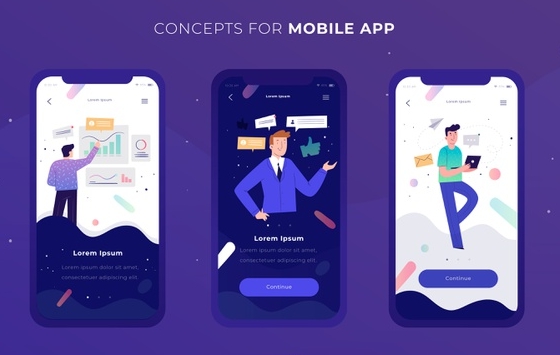 CONCEPTS FOR MOBILE APP
Lorem Ipsum
Lorem Ipsum
Lorem ipsum dolor sit amet,
consectetuer adipiscing elit.
Lorem Ipsum
Lorem Ipsum
Lorem ipsum dolor sit amet,
consectetuer adipiscing elit.
Continue
Lorem Ipsum
Continue